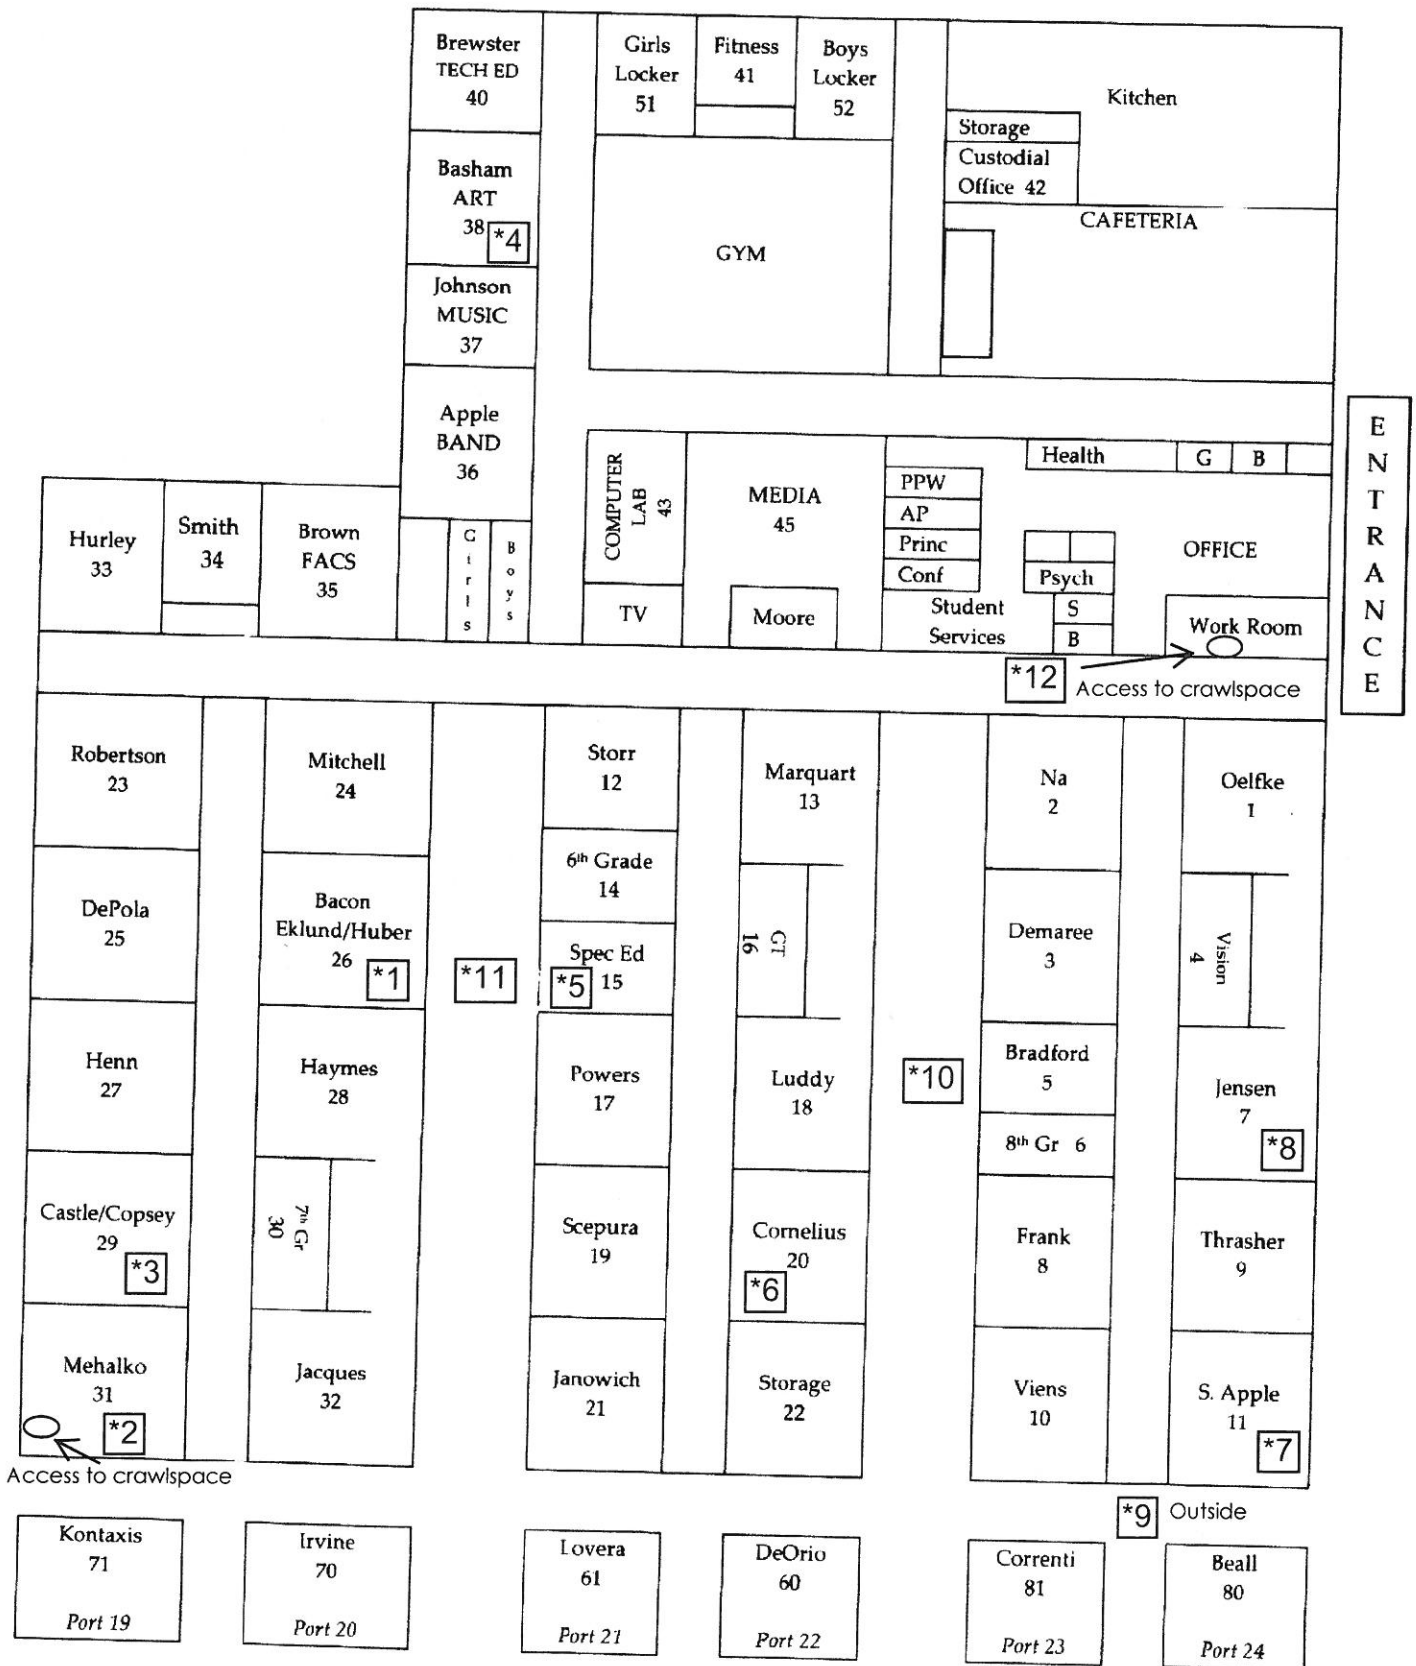 Brewster
TECH ED
40
Girls
Locker
51
Fitness
41
Boys
Locker
52
Kitchen
Storage
Custodial
Office 42
CAFETERIA
Basham
ART
38
*4
GYM
Johnson
MUSIC
37
Apple
BAND
36
ENTRANCE
COMPUTER
LAB
43
MEDIA
45
Health
G
B
PPW
AP
Princ
Conf
OFFICE
Psych
Student
Services
S
B
Work Room
Hurley
33
Smith
34
Brown
FACS
35
Girls
Boys
TV
Moore
*12
Access to crawlspace
Robertson
23
Mitchell
24
Storr
12
Marquart
13
Na
2
Oelfke
1
DePola
25
Bacon
Eklund/Huber
26
*1
*11
6th Grade
14
Spec Ed
15
*5
GT
16
Demaree
3
Vision
4
Henn
27
Haymes
28
Powers
17
Luddy
18
*10
Bradford
5
8th Gr 6
Jensen
7
*8
Castle/Copsey
29
*3
7th Gr
30
Scepura
19
Cornelius
20
*6
Frank
8
Thrasher
9
Mehalko
31
*2
Access to crawlspace
Jacques
32
Janowich
21
Storage
22
Viens
10
S. Apple
11
*7
*9
Outside
Kontaxis
71
Port 19
Irvine
70
Port 20
Lovera
61
Port 21
DeOrio
60
Port 22
Correnti
81
Port 23
Beall
80
Port 24